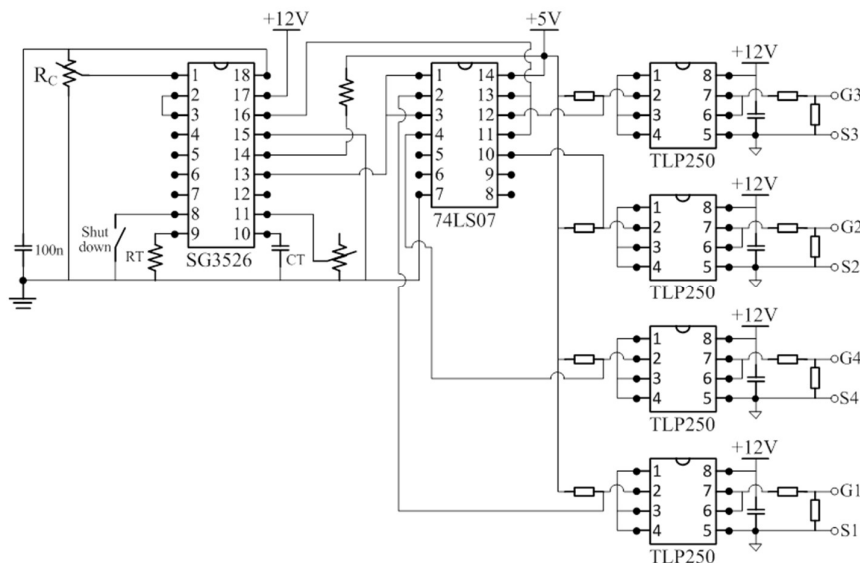 +12V
+5V
RC
1 18
2 17
3 16
4 15
5 14
6 13
7 12
8 11
9 10
SG3526
Shut
down
100n
RT
CT
1 14
2 13
3 12
4 11
5 10
6 9
7 8
74LS07
+12V
1 8
2 7
3 6
4 5
TLP250
G3
S3
+12V
1 8
2 7
3 6
4 5
TLP250
G2
S2
+12V
1 8
2 7
3 6
4 5
TLP250
G4
S4
+12V
1 8
2 7
3 6
4 5
TLP250
G1
S1